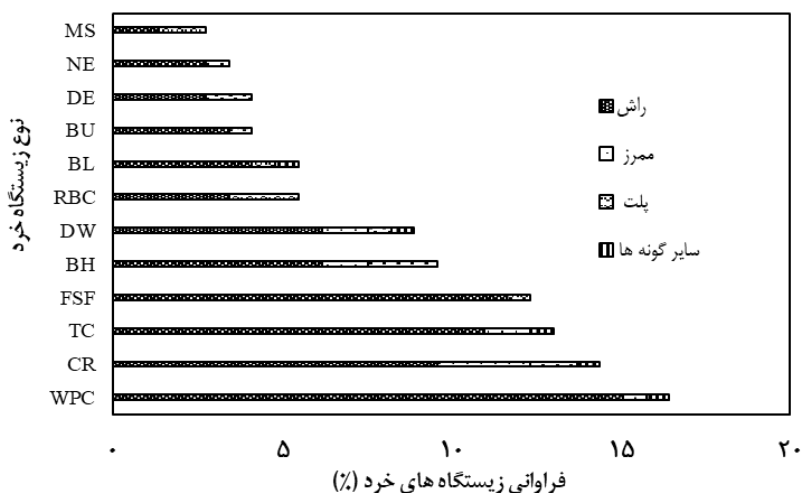 نوع زیستگاه خرد
MS
NE
DE
BU
BL
RBC
DW
BH
FSF
TC
CR
WPC
راش
ممرز
پلت
سایر گونه ها
۰ ۵ ۱۰ ۱۵ ۲۰
فراوانی زیستگاه های خرد (%)